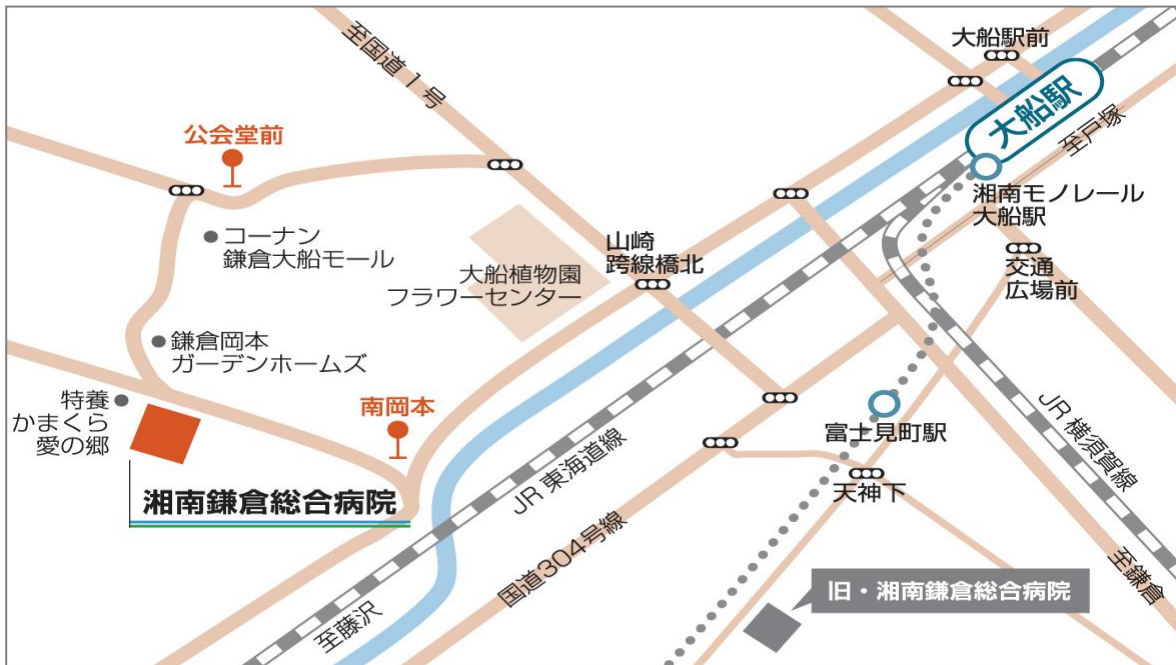 至国道1号
大船駅前
大船駅
至戸塚
公会堂前
湘南モノレール
大船駅
コーナン
鎌倉大船モール
山崎
跨線橋北
大船植物園
フラワーセンター
交通
広場前
鎌倉岡本
ガーデンホームズ
特養
かまくら
愛の郷
南岡本
富士見町駅
JR横須賀線
JR東海道線
湘南鎌倉総合病院
天神下
国道304号線
至鎌倉
旧・湘南鎌倉総合病院
至藤沢